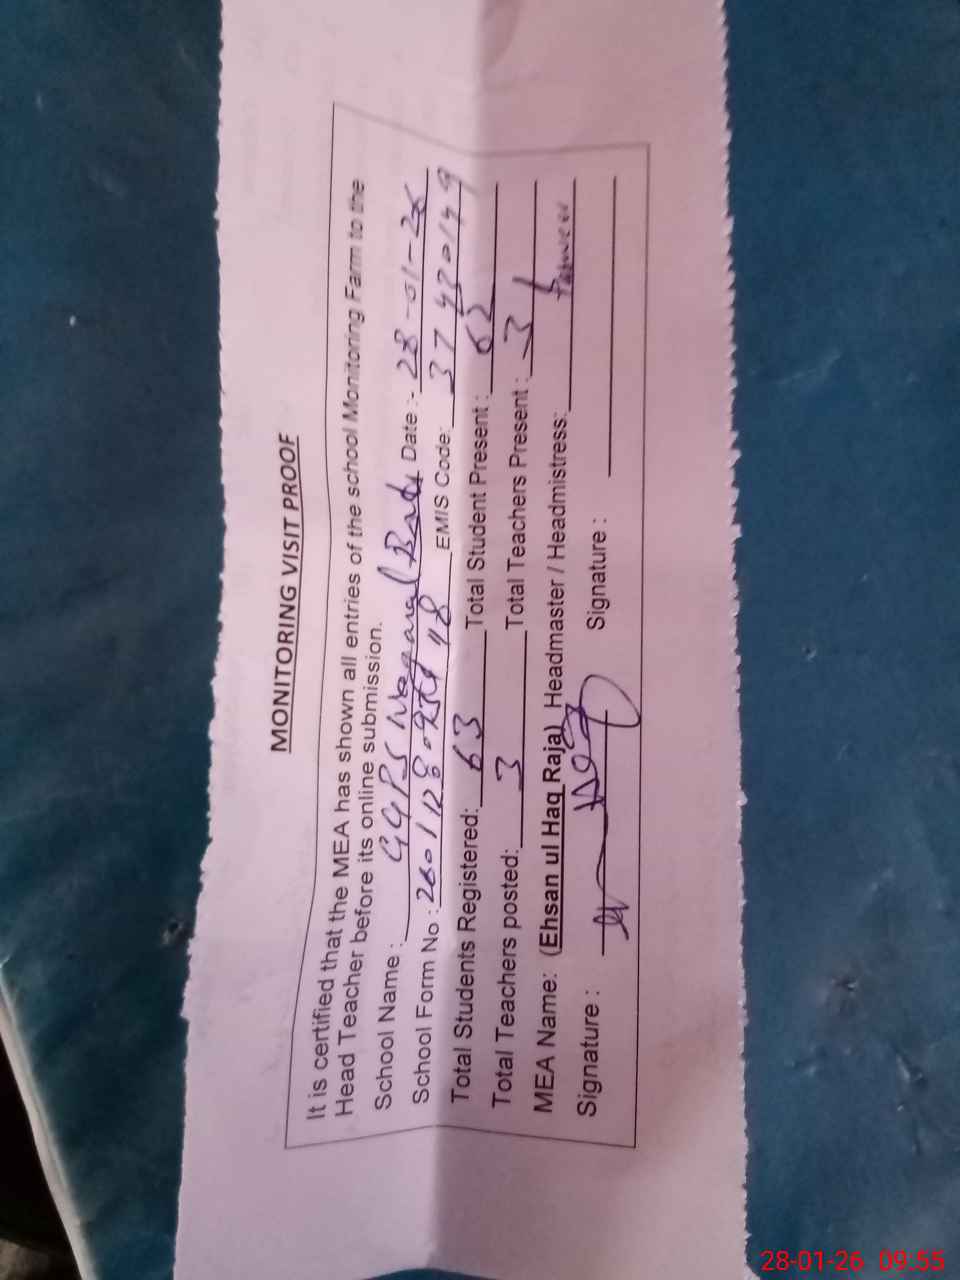 MONITORING VISIT PROOF
It is certified that the MEA has shown all entries of the school Monitoring Farm to the
Head Teacher before its online submission.
School Name : GGPS Date :- 28-01-26
School Form No : EMIS Code: 37420149
Total Students Registered: 63 Total Student Present : 62
Total Teachers posted: 3 Total Teachers Present : 3
MEA Name: (Ehsan ul Haq Raja) Headmaster / Headmistress:
Signature : Signature :
28-01-26 09:55